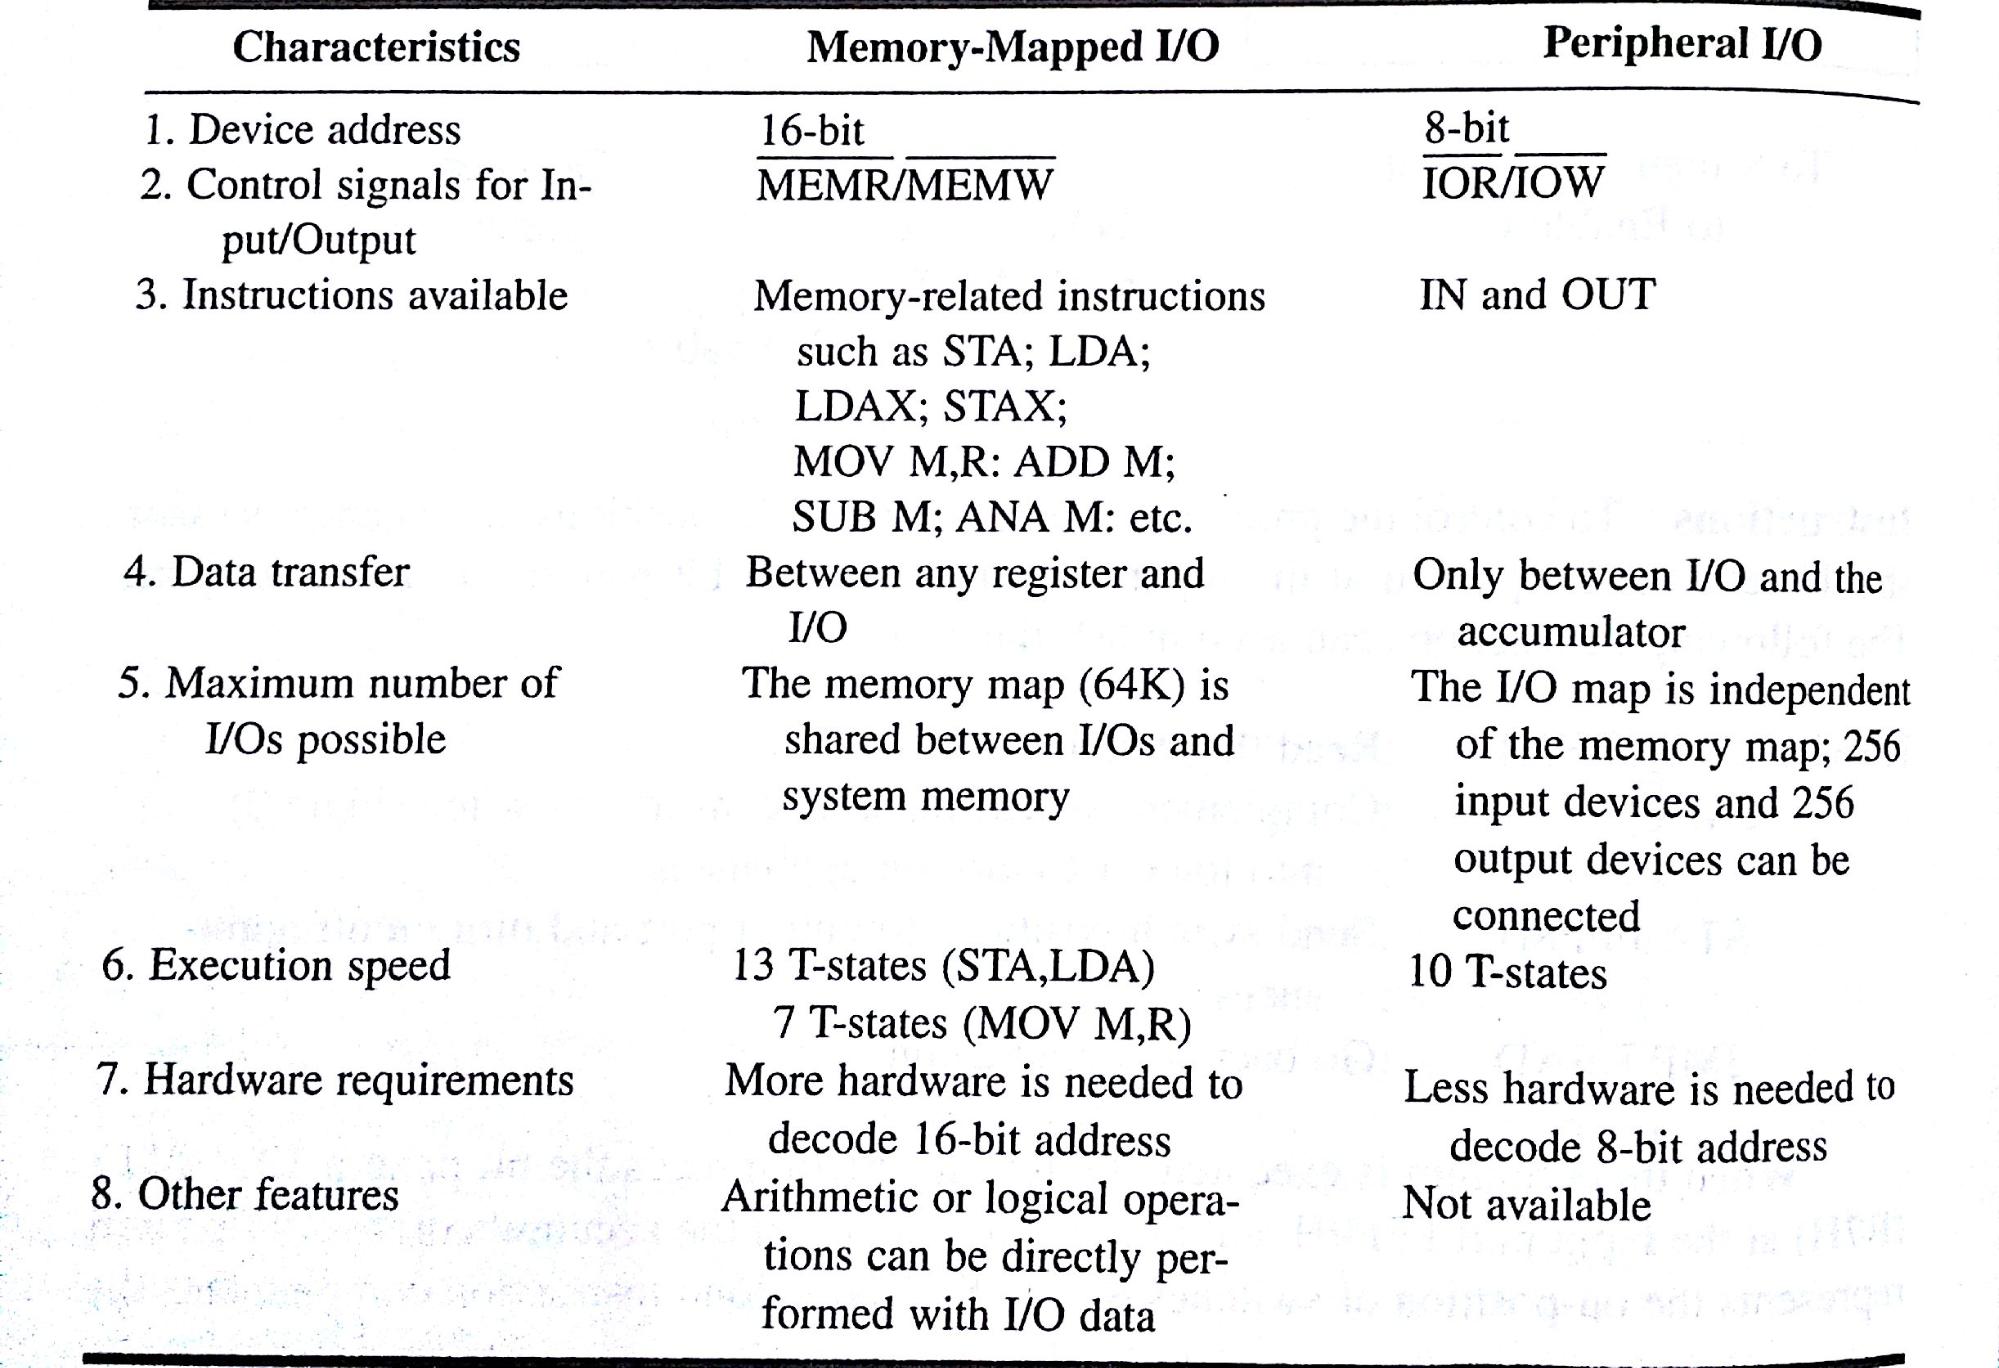 Characteristics Memory-Mapped I/O Peripheral I/O
1. Device address 16-bit 8-bit
2. Control signals for In- MEMR/MEMW IOR/IOW
put/Output
3. Instructions available Memory-related instructions IN and OUT
such as STA; LDA;
LDAX; STAX;
MOV M,R: ADD M;
SUB M; ANA M: etc.
4. Data transfer Between any register and Only between I/O and the
I/O accumulator
5. Maximum number of The memory map (64K) is The I/O map is independent
I/Os possible shared between I/Os and of the memory map; 256
system memory input devices and 256
output devices can be
connected
6. Execution speed 13 T-states (STA,LDA) 10 T-states
7 T-states (MOV M,R)
7. Hardware requirements More hardware is needed to Less hardware is needed to
decode 16-bit address decode 8-bit address
8. Other features Arithmetic or logical opera- Not available
tions can be directly per-
formed with I/O data